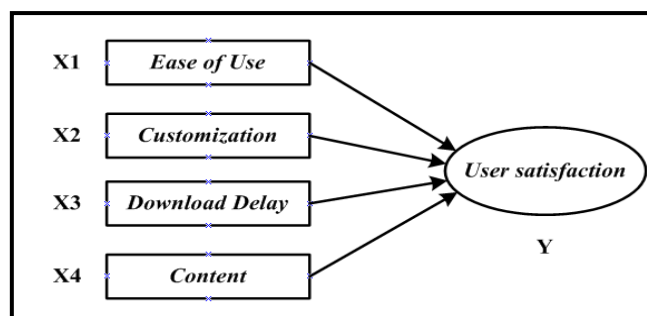 X1 Ease of Use
X2 Customization
User satisfaction
X3 Download Delay
Y
X4 Content